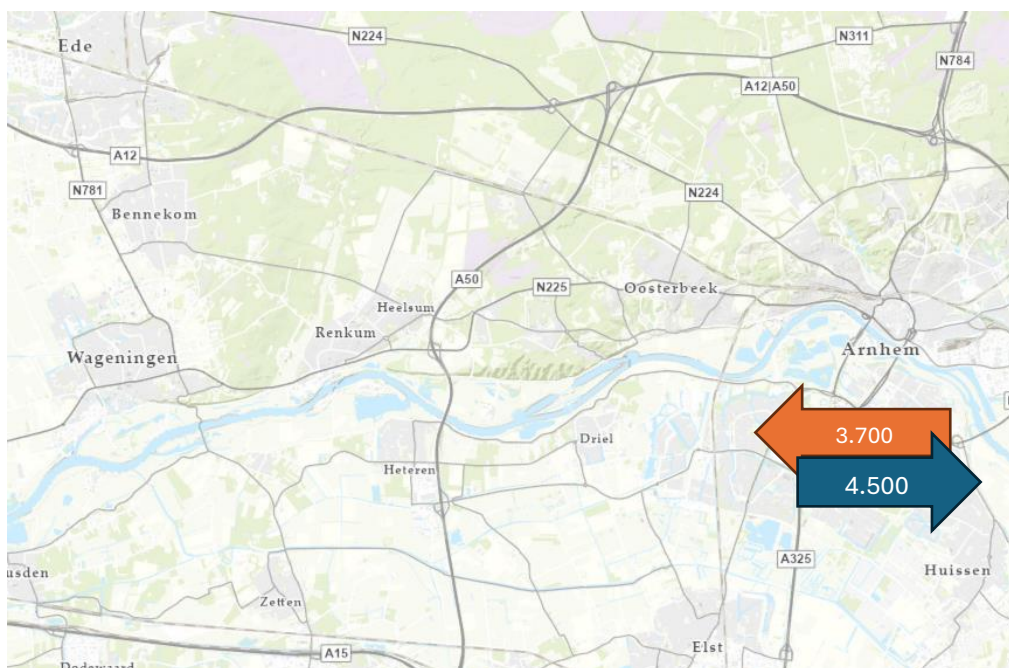 Ede
N224
N311
N784
A12|A50
A12
N781
N224
Bennekom
A50
N225
Oosterbeek
Heelsum
Renkum
Arnhem
Wageningen
3.700
Driel
Heteren
4.500
A325
usden
Huissen
Zetten
Elst
A15
Dodewaard